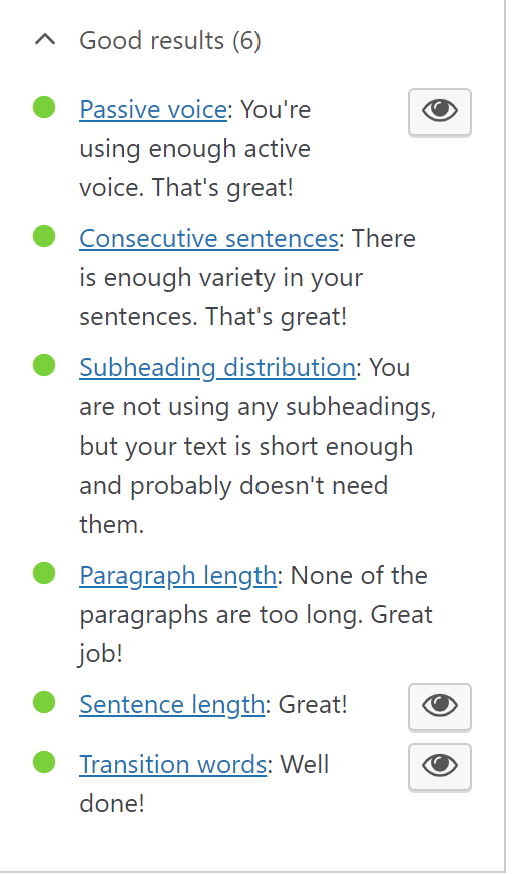 Good results (6)
Passive voice: You're
using enough active
voice. That's great!
Consecutive sentences: There
is enough variety in your
sentences. That's great!
Subheading distribution: You
are not using any subheadings,
but your text is short enough
and probably doesn't need
them.
Paragraph length: None of the
paragraphs are too long. Great
job!
Sentence length: Great!
Transition words: Well
done!